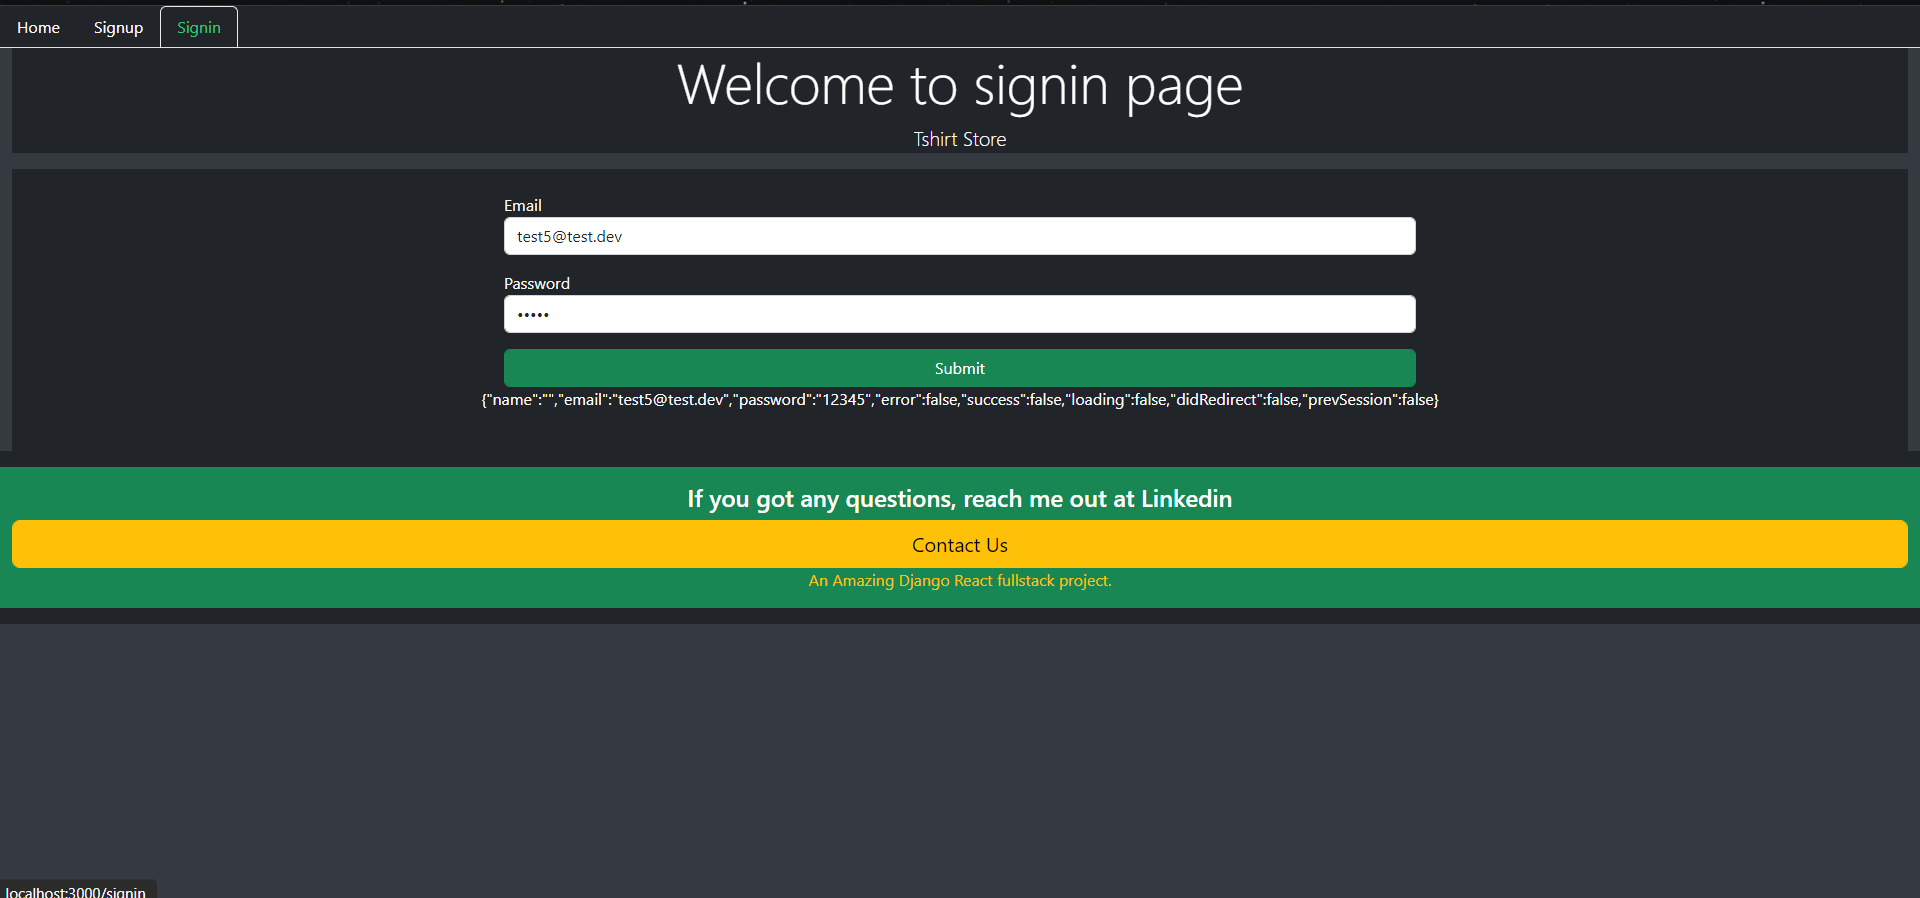 Home Signup Signin
Welcome to signin page
Tshirt Store
Email
test5@test.dev
Password
•••••
Submit
{"name":"","email":"test5@test.dev","password":"12345","error":false,"success":false,"loading":false,"didRedirect":false,"prevSession":false}
If you got any questions, reach me out at Linkedin
Contact Us
An Amazing Django React fullstack project.
localhost:3000/signin